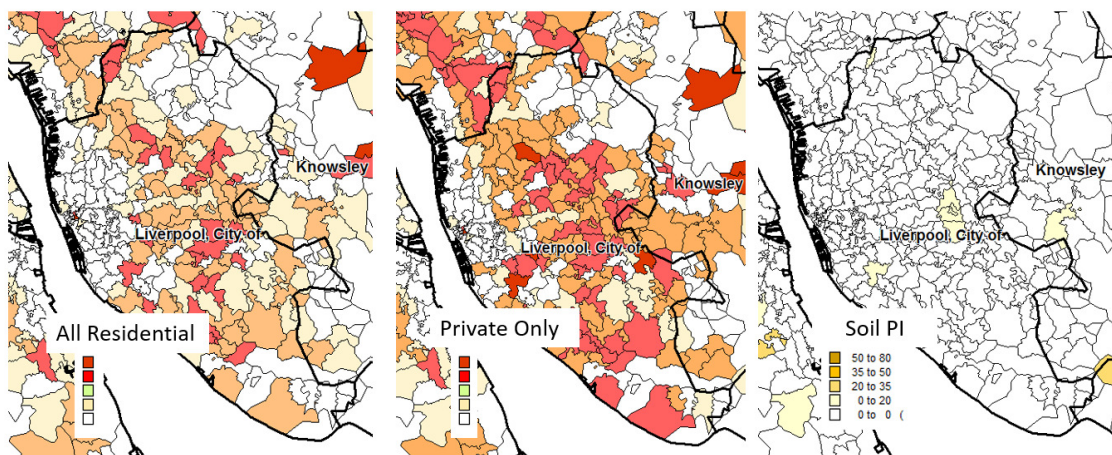 Knowsley
Liverpool, City of
All Residential
Knowsley
Liverpool, City of
Private Only
Knowsley
Liverpool, City of
Soil PI
50 to 80
35 to 50
20 to 35
0 to 20
0 to 0 (